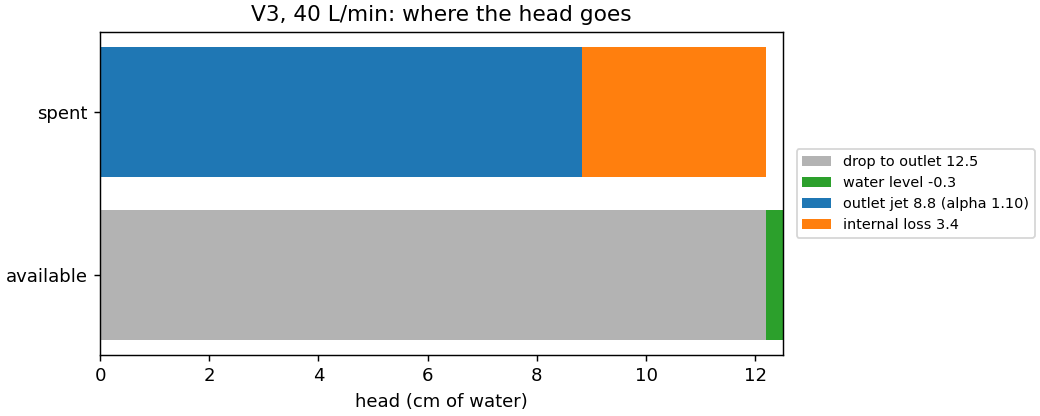 V3, 40 L/min: where the head goes
spent
available
0 2 4 6 8 10 12
head (cm of water)
drop to outlet 12.5
water level -0.3
outlet jet 8.8 (alpha 1.10)
internal loss 3.4